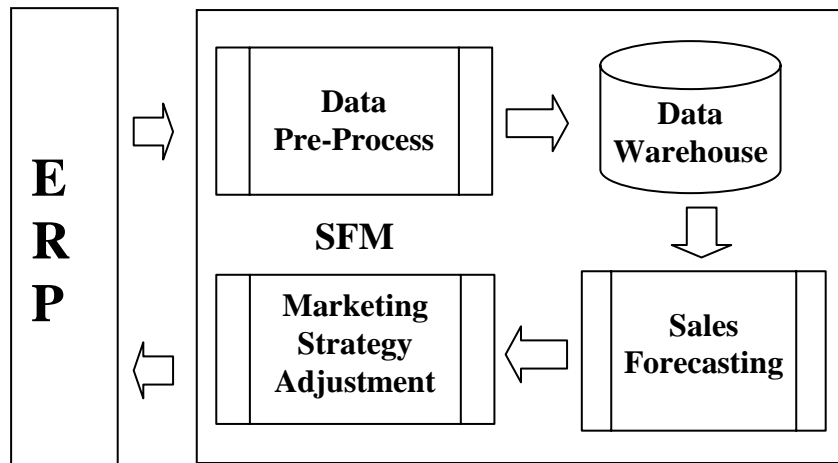 E
R
P
Data
Pre-Process
Data
Warehouse
SFM
Marketing
Strategy
Adjustment
Sales
Forecasting